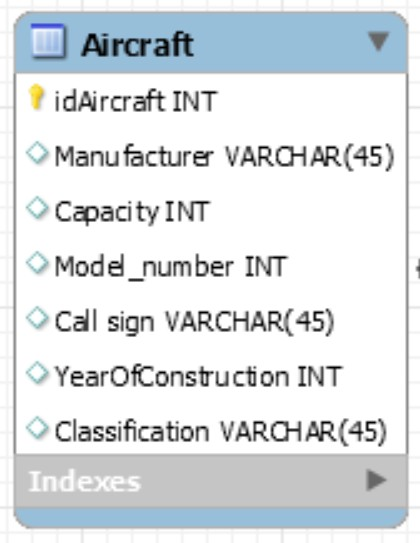 Aircraft
idAircraft INT
Manufacturer VARCHAR(45)
Capacity INT
Model_number INT
Call sign VARCHAR(45)
YearOfConstruction INT
Classification VARCHAR(45)
Indexes